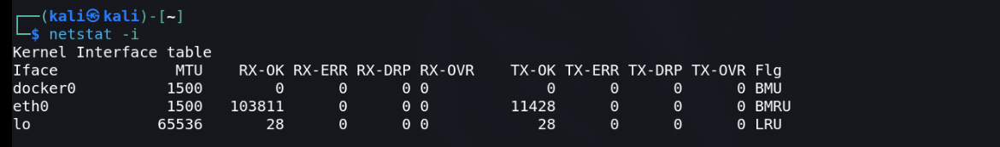 ┌──(kali㉿kali)-[~]
└─$ netstat -i
Kernel Interface table
Iface             MTU    RX-OK RX-ERR RX-DRP RX-OVR    TX-OK TX-ERR TX-DRP TX-OVR Flg
docker0          1500        0      0      0 0             0      0      0      0 BMU
eth0             1500   103811      0      0 0         11428      0      0      0 BMRU
lo              65536       28      0      0 0            28      0      0      0 LRU